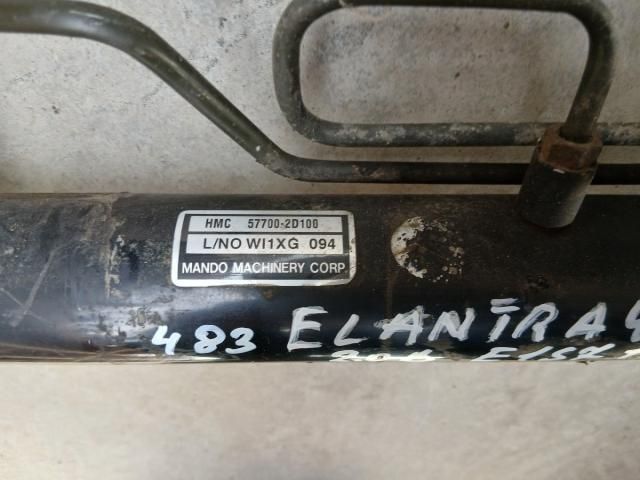 HMC 57700-2D100
L/NO WI1XG 094
MANDO MACHINERY CORP.
483 ELANTRA